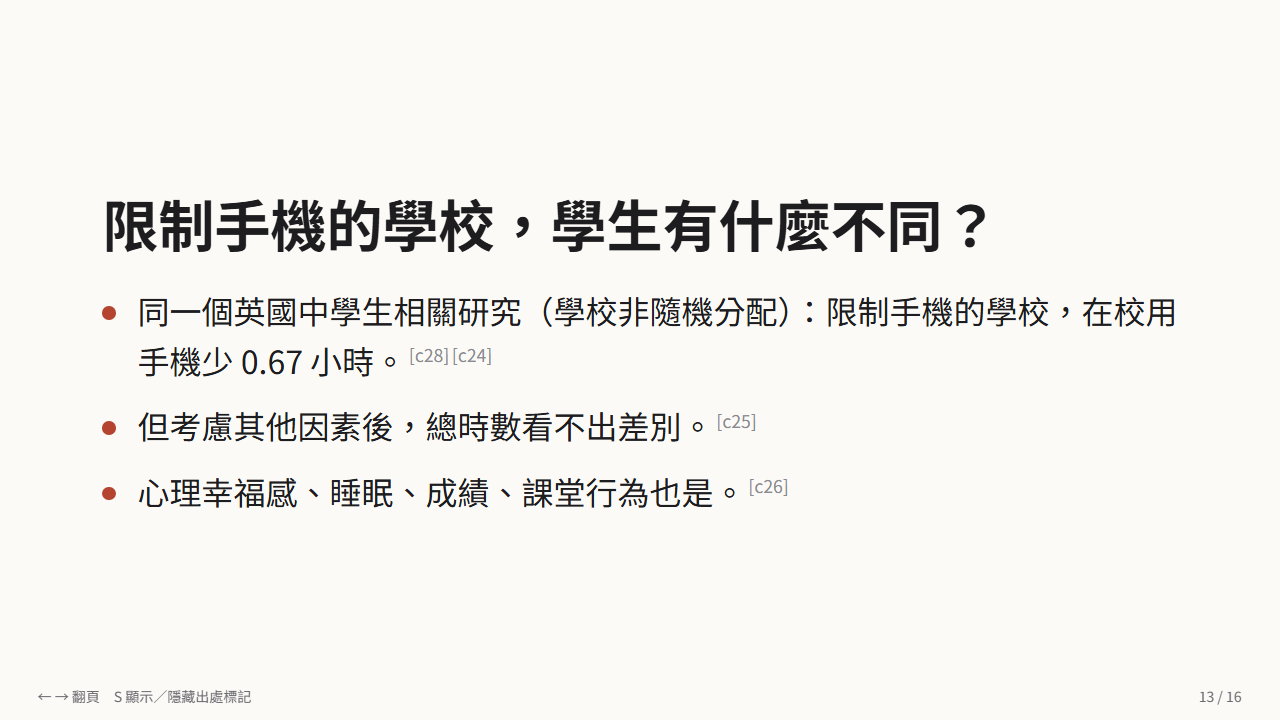 限制手機的學校，學生有什麼不同？
同一個英國中學生相關研究（學校非隨機分配）：限制手機的學校，在校用
手機少 0.67 小時。[c28][c24]
但考慮其他因素後，總時數看不出差別。[c25]
心理幸福感、睡眠、成績、課堂行為也是。[c26]
←→ 翻頁　S 顯示／隱藏出處標記
13 / 16